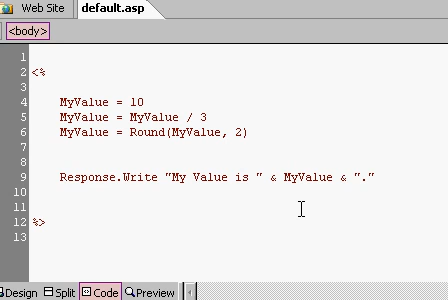 Web Site default.asp
<body>
1
2 <%
3
4 MyValue = 10
5 MyValue = MyValue / 3
6 MyValue = Round(MyValue, 2)
7
8
9 Response.Write "My Value is " & MyValue & "."
10
11
12 %>
13
Design Split Code Preview